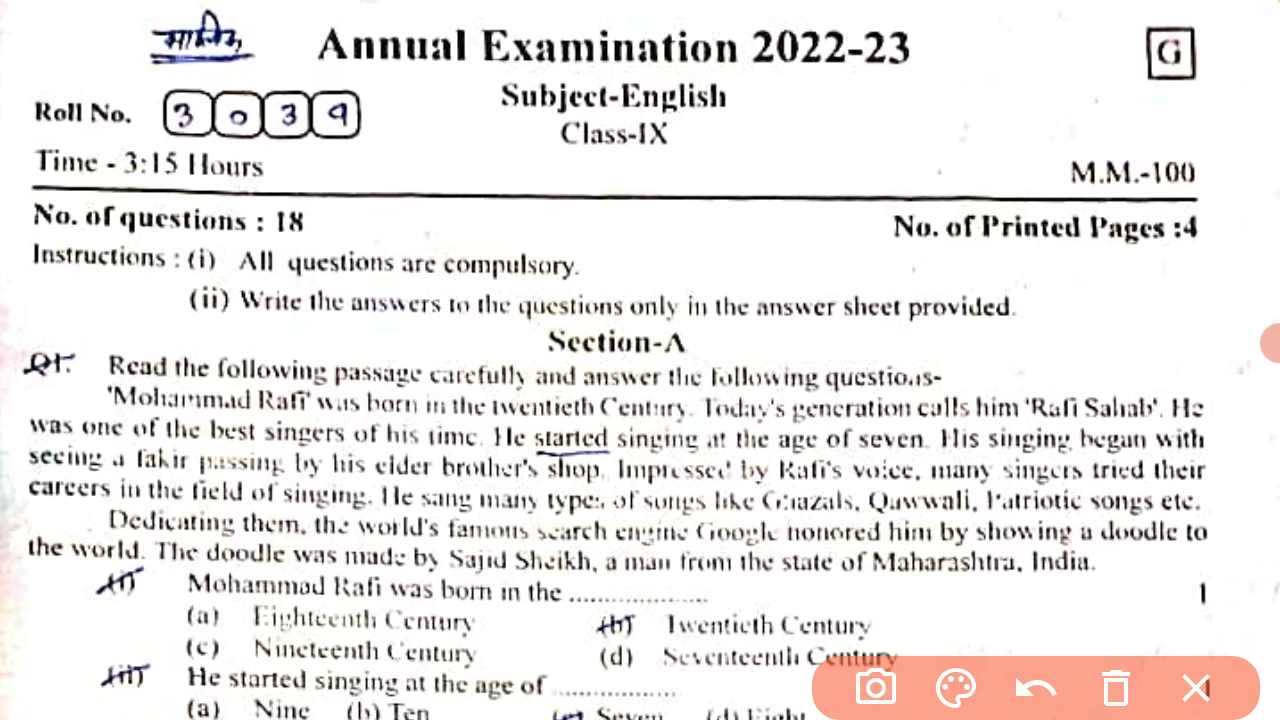 Annual Examination 2022-23
G
Subject-English
Roll No. 3 0 3 9
Class-IX
Time - 3:15 Hours
M.M.-100
No. of questions : 18
No. of Printed Pages :4
Instructions : (i) All questions are compulsory.
(ii) Write the answers to the questions only in the answer sheet provided.
Section-A
Q1. Read the following passage carefully and answer the following questions-
'Mohammad Rafi' was born in the twentieth Century. Today's generation calls him 'Rafi Sahab'. He
was one of the best singers of his time. He started singing at the age of seven. His singing began with
seeing a fakir passing by his elder brother's shop. Impressed by Rafi's voice, many singers tried their
careers in the field of singing. He sang many types of songs like Ghazals, Qawwali, Patriotic songs etc.
Dedicating them, the world's famous search engine Google honored him by showing a doodle to
the world. The doodle was made by Sajid Sheikh, a man from the state of Maharashtra, India.
(i) Mohammad Rafi was born in the .................... 1
(a) Eighteenth Century (b) Twentieth Century
(c) Nineteenth Century (d) Seventeenth Century
(ii) He started singing at the age of .................. 1
(a) Nine (b) Ten (c) Seven (d) Eight